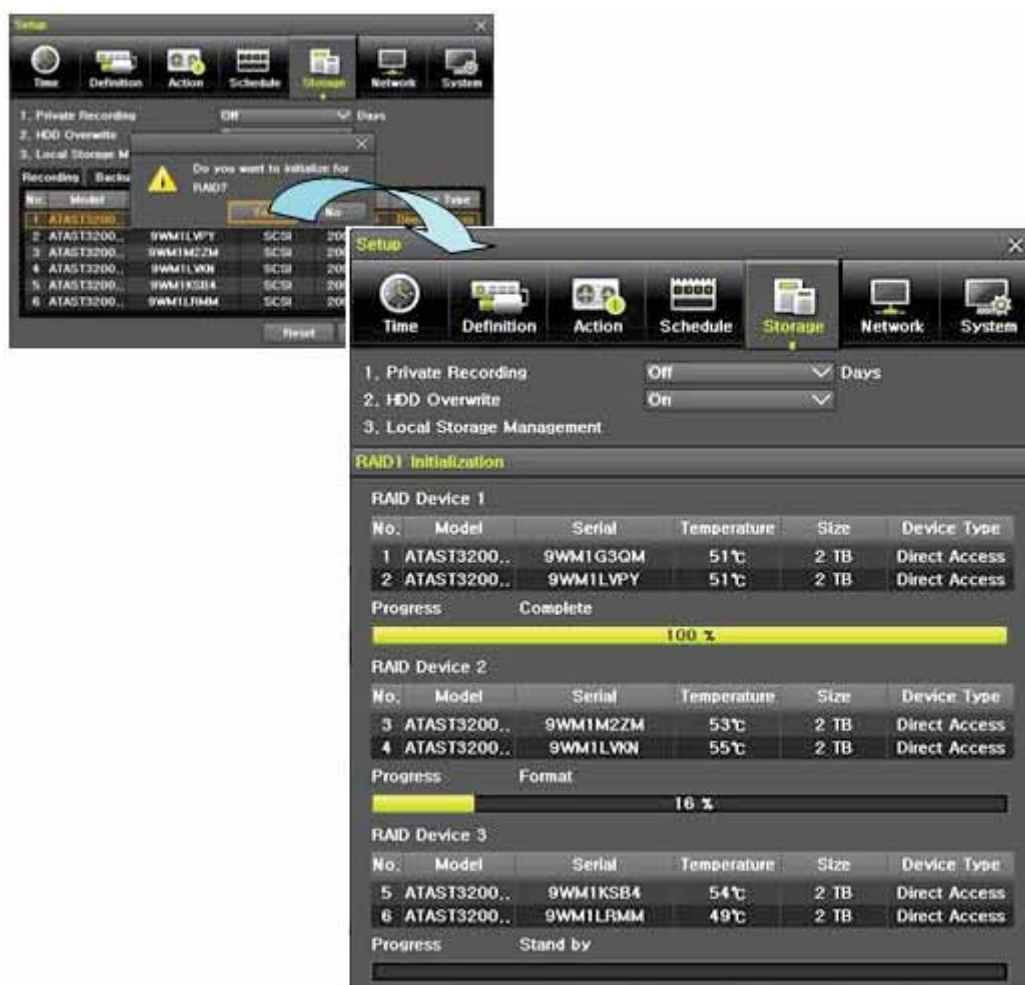 Setup
Time Definition Action Schedule Storage Network System
1. Private Recording Off Days
2. HDD Overwrite
3. Local Storage M
Recording Backu
No. Model Type
1 ATAST3200..
2 ATAST3200.. 9WM1LVPY SCSI 200
3 ATAST3200.. 9WM1M2ZM SCSI 200
4 ATAST3200.. 9WM1LVKN SCSI 200
5 ATAST3200.. 9WM1KSB4 SCSI 200
6 ATAST3200.. 9WM1LRMM SCSI 200
Reset
Do you want to initialize for
RAID?
No
Setup
Time Definition Action Schedule Storage Network System
1. Private Recording Off Days
2. HDD Overwrite On
3. Local Storage Management
RAID1 Initialization
RAID Device 1
No. Model Serial Temperature Size Device Type
1 ATAST3200.. 9WM1G3QM 51℃ 2 TB Direct Access
2 ATAST3200.. 9WM1LVPY 51℃ 2 TB Direct Access
Progress Complete
100 %
RAID Device 2
No. Model Serial Temperature Size Device Type
3 ATAST3200.. 9WM1M2ZM 53℃ 2 TB Direct Access
4 ATAST3200.. 9WM1LVKN 55℃ 2 TB Direct Access
Progress Format
16 %
RAID Device 3
No. Model Serial Temperature Size Device Type
5 ATAST3200.. 9WM1KSB4 54℃ 2 TB Direct Access
6 ATAST3200.. 9WM1LRMM 49℃ 2 TB Direct Access
Progress Stand by